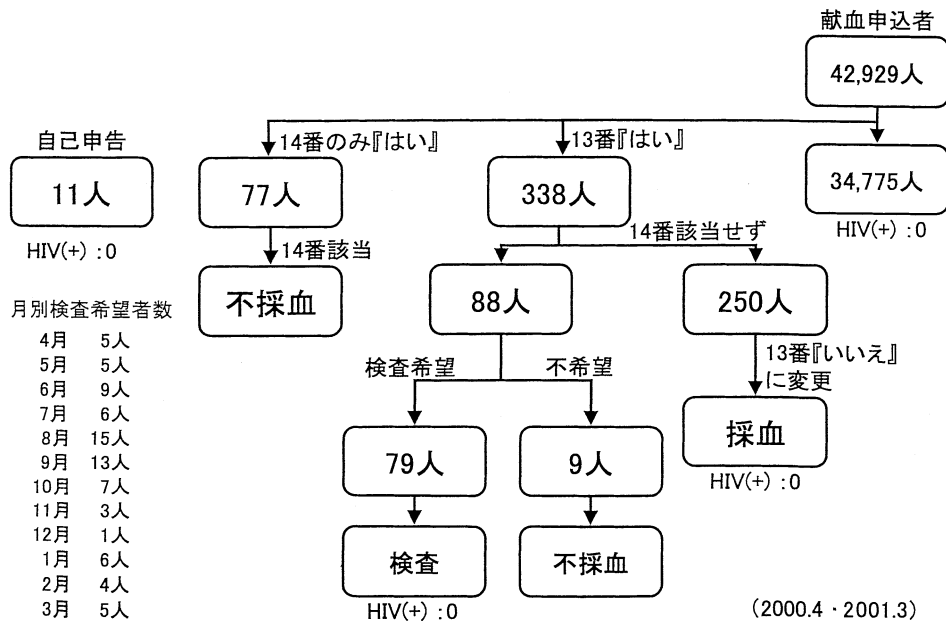 献血申込者
42,929人
14番のみ『はい』
13番『はい』
自己申告
11人
HIV(+) :0
77人
338人
34,775人
HIV(+) :0
14番該当
14番該当せず
不採血
88人
250人
検査希望
不希望
13番『いいえ』
に変更
79人
9人
採血
HIV(+) :0
検査
不採血
HIV(+) :0
月別検査希望者数
4月 5人
5月 5人
6月 9人
7月 6人
8月 15人
9月 13人
10月 7人
11月 3人
12月 1人
1月 6人
2月 4人
3月 5人
(2000.4・2001.3)